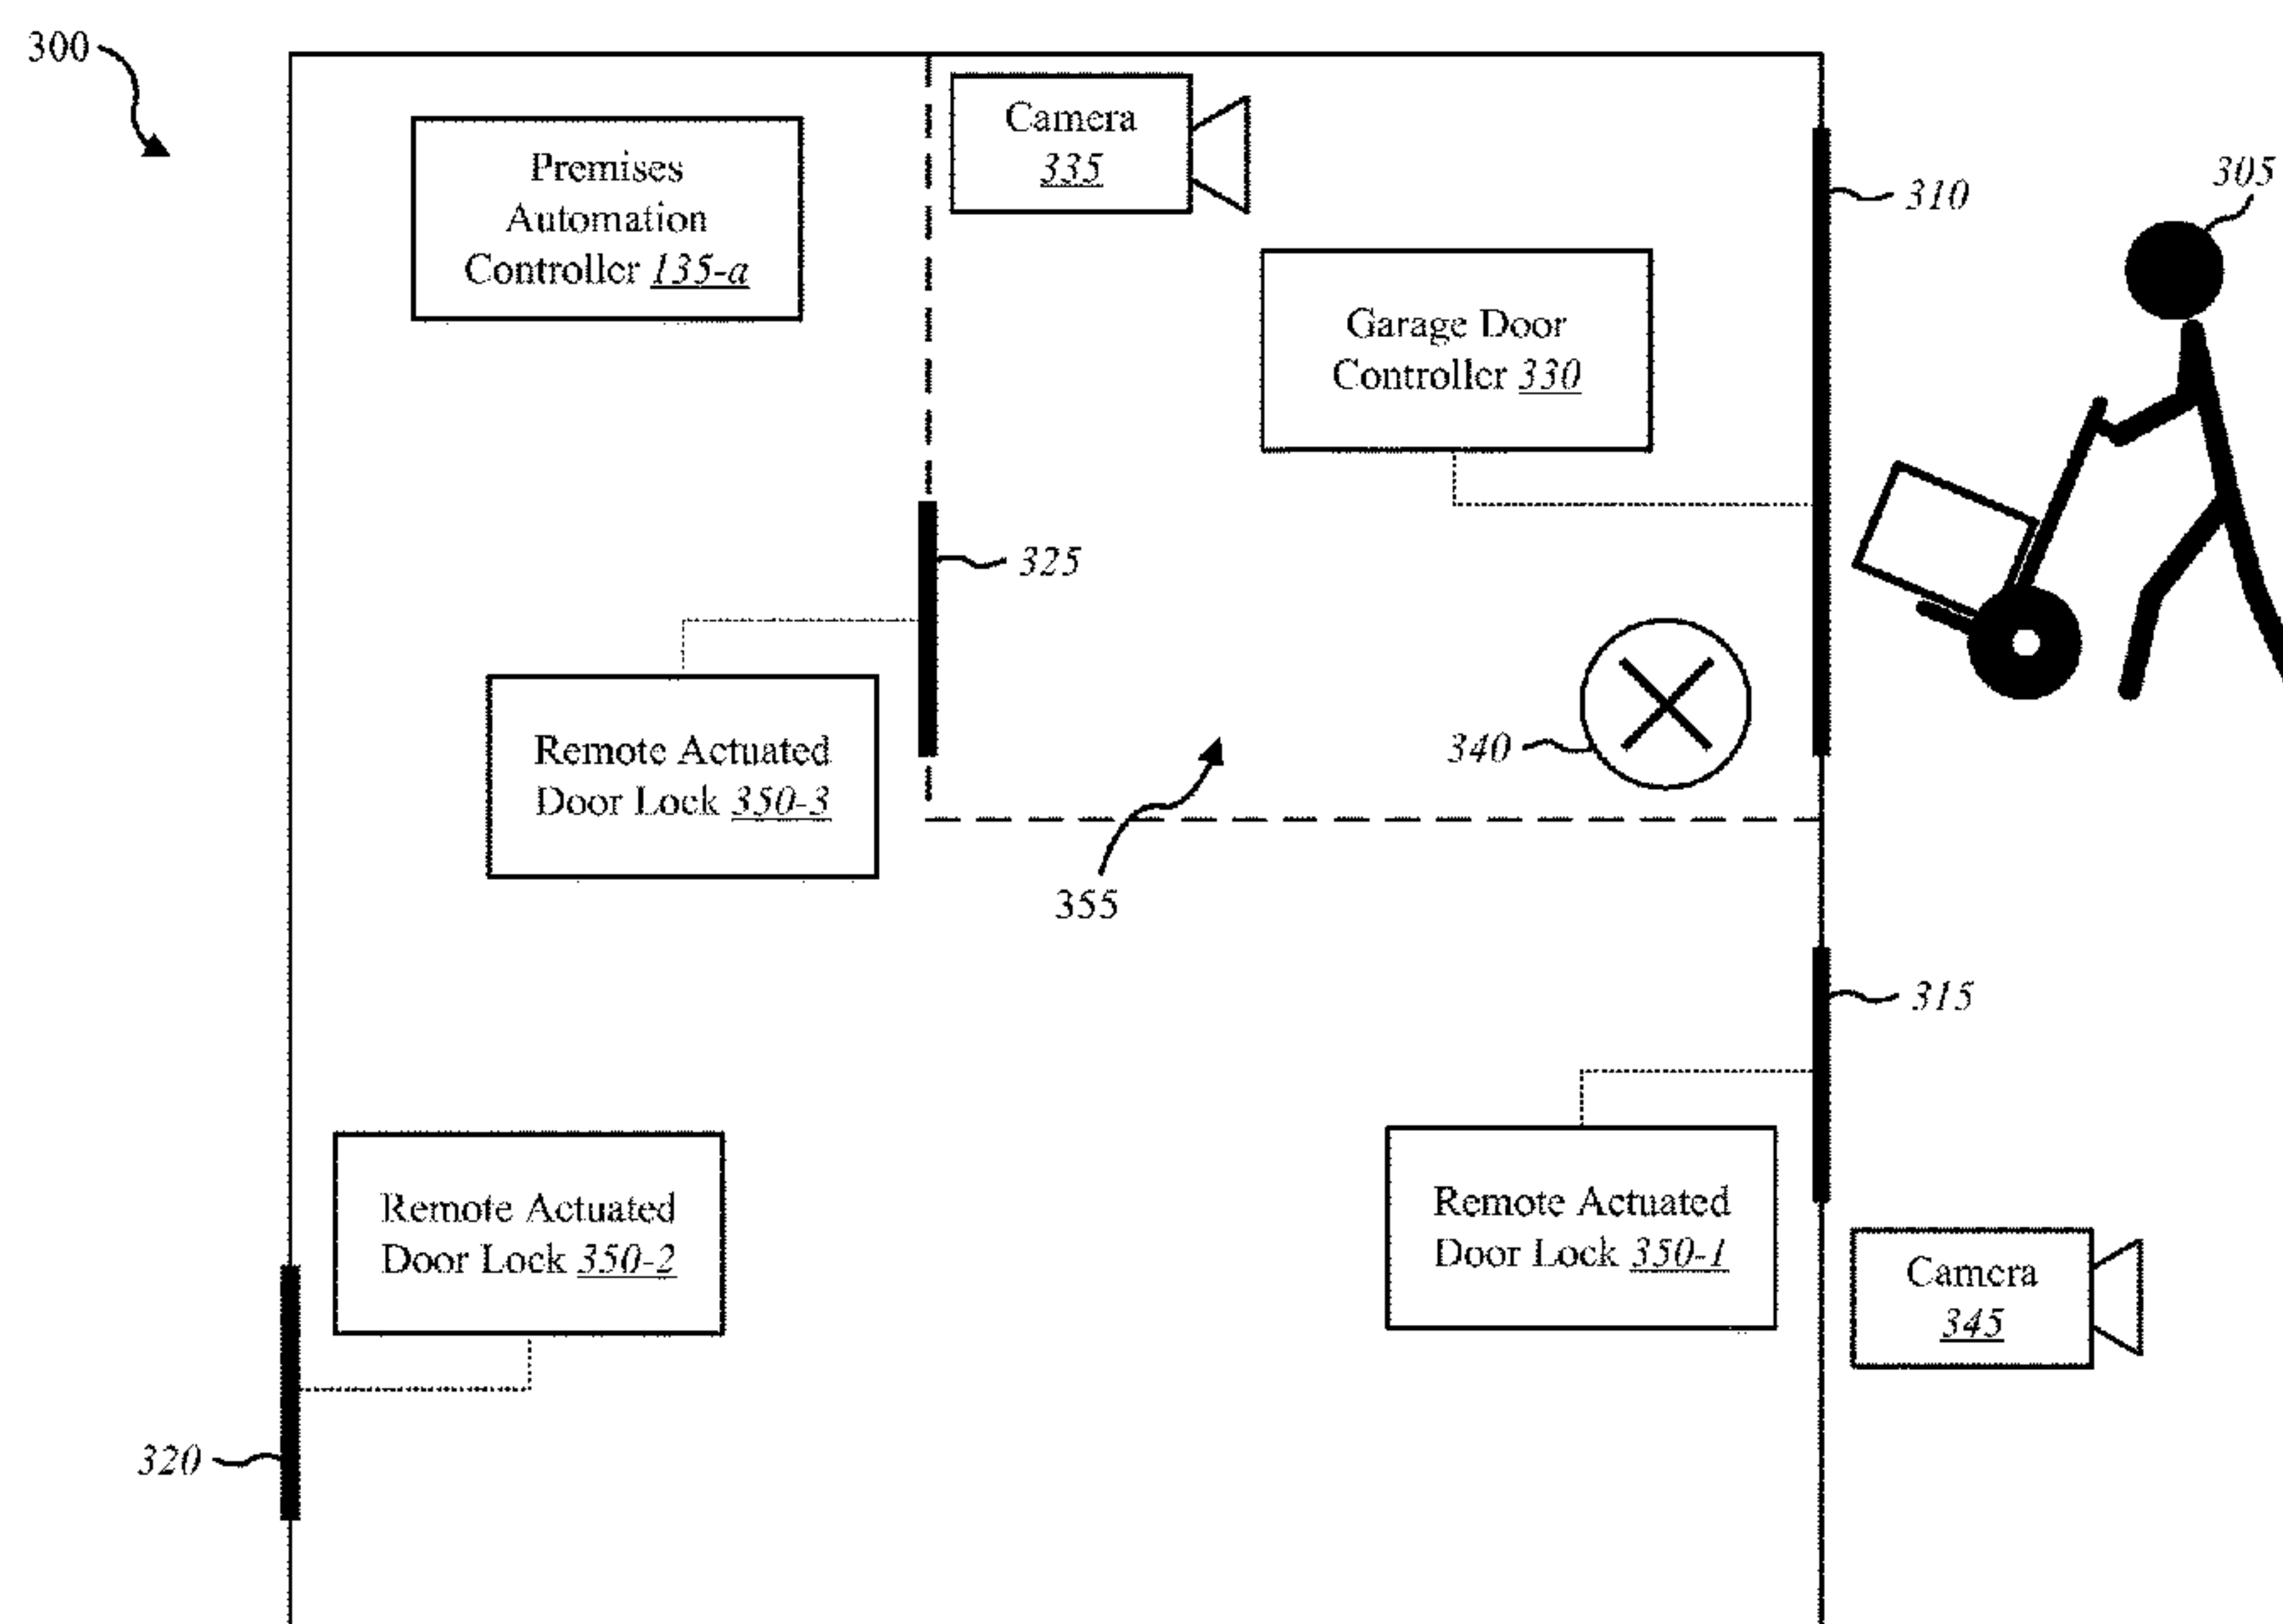 300
Camera
335
Premises
Automation
Controller 135-a
305
310
Garage Door
Controller 330
325
Remote Actuated
Door Lock 350-3
340
355
315
Remote Actuated
Door Lock 350-2
Remote Actuated
Door Lock 350-1
Camera
345
320